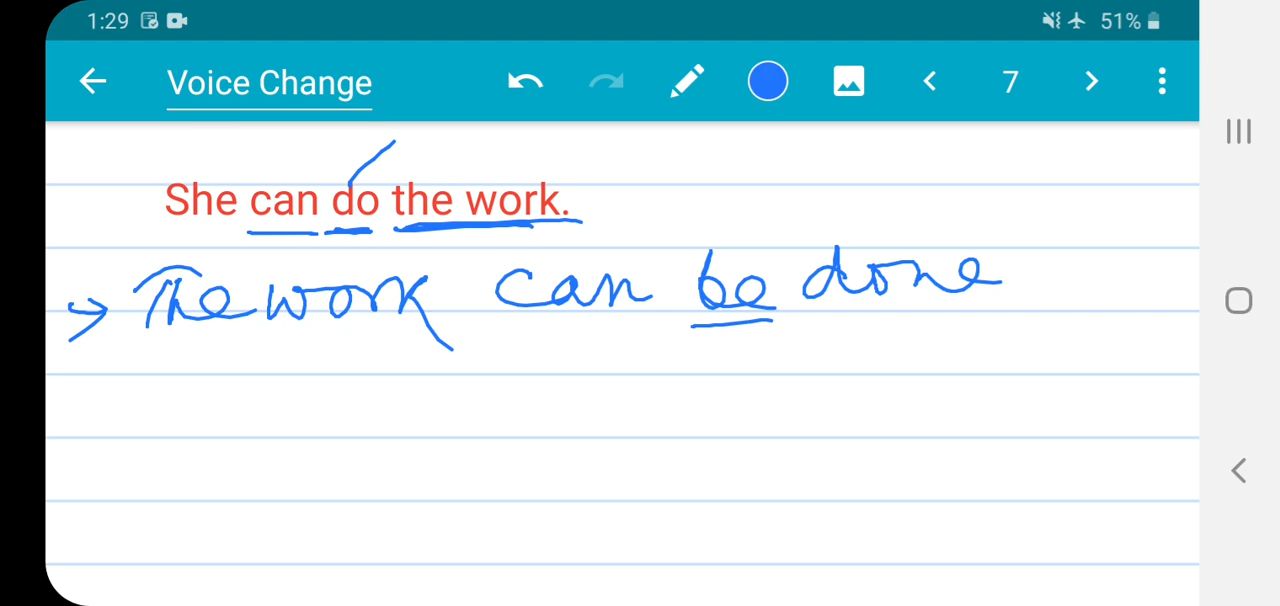 1:29 51%
Voice Change 7
She can do the work.
→ The work can be done